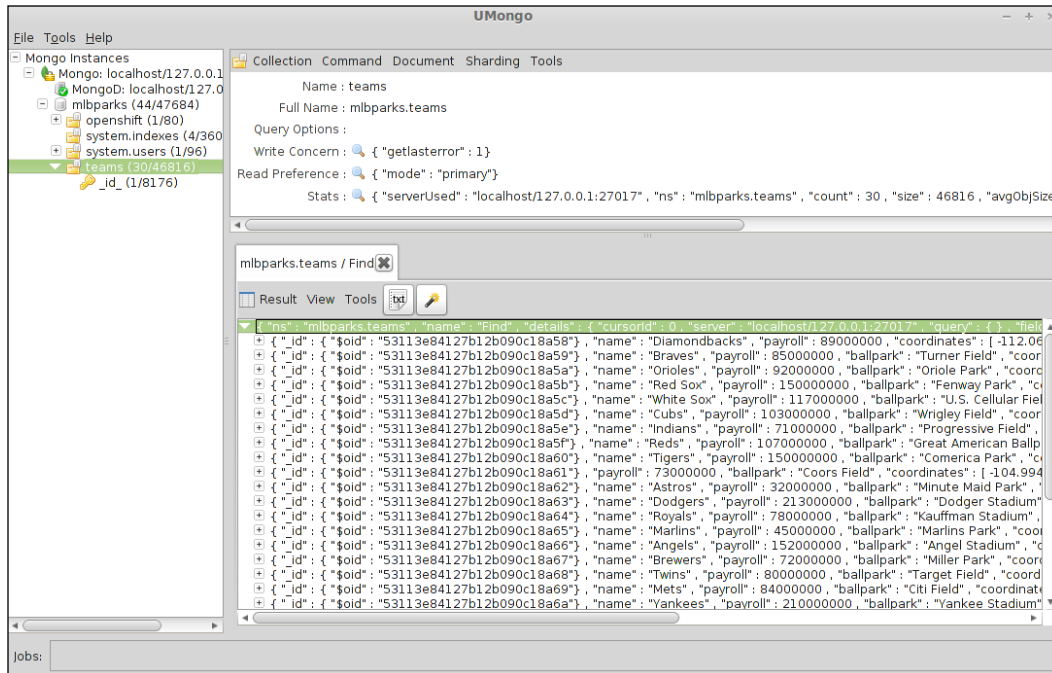 UMongo
File Tools Help
Mongo Instances
Mongo: localhost/127.0.0.1
MongoD: localhost/127.0
mlbparks (44/47684)
openshift (1/80)
system.indexes (4/360
system.users (1/96)
teams (30/46816)
_id_ (1/8176)
Collection Command Document Sharding Tools
Name : teams
Full Name : mlbparks.teams
Query Options :
Write Concern : { "getlasterror" : 1}
Read Preference : { "mode" : "primary"}
Stats : { "serverUsed" : "localhost/127.0.0.1:27017" , "ns" : "mlbparks.teams" , "count" : 30 , "size" : 46816 , "avgObjSize
mlbparks.teams / Find
Result View Tools txt
{ "ns" : "mlbparks.teams" , "name" : "Find" , "details" : { "cursorId" : 0 , "server" : "localhost/127.0.0.1:27017" , "query" : { } , "field
{ "_id" : { "$oid" : "53113e84127b12b090c18a58"} , "name" : "Diamondbacks" , "payroll" : 89000000 , "coordinates" : [ -112.06
{ "_id" : { "$oid" : "53113e84127b12b090c18a59"} , "name" : "Braves" , "payroll" : 85000000 , "ballpark" : "Turner Field" , "coor
{ "_id" : { "$oid" : "53113e84127b12b090c18a5a"} , "name" : "Orioles" , "payroll" : 92000000 , "ballpark" : "Oriole Park" , "coord
{ "_id" : { "$oid" : "53113e84127b12b090c18a5b"} , "name" : "Red Sox" , "payroll" : 150000000 , "ballpark" : "Fenway Park" , "co
{ "_id" : { "$oid" : "53113e84127b12b090c18a5c"} , "name" : "White Sox" , "payroll" : 117000000 , "ballpark" : "U.S. Cellular Fiel
{ "_id" : { "$oid" : "53113e84127b12b090c18a5d"} , "name" : "Cubs" , "payroll" : 103000000 , "ballpark" : "Wrigley Field" , "coor
{ "_id" : { "$oid" : "53113e84127b12b090c18a5e"} , "name" : "Indians" , "payroll" : 71000000 , "ballpark" : "Progressive Field" ,
{ "_id" : { "$oid" : "53113e84127b12b090c18a5f"} , "name" : "Reds" , "payroll" : 107000000 , "ballpark" : "Great American Ballp
{ "_id" : { "$oid" : "53113e84127b12b090c18a60"} , "name" : "Tigers" , "payroll" : 150000000 , "ballpark" : "Comerica Park" , "co
{ "_id" : { "$oid" : "53113e84127b12b090c18a61"} , "payroll" : 73000000 , "ballpark" : "Coors Field" , "coordinates" : [ -104.994
{ "_id" : { "$oid" : "53113e84127b12b090c18a62"} , "name" : "Astros" , "payroll" : 32000000 , "ballpark" : "Minute Maid Park" , "
{ "_id" : { "$oid" : "53113e84127b12b090c18a63"} , "name" : "Dodgers" , "payroll" : 213000000 , "ballpark" : "Dodger Stadium"
{ "_id" : { "$oid" : "53113e84127b12b090c18a64"} , "name" : "Royals" , "payroll" : 78000000 , "ballpark" : "Kauffman Stadium" ,
{ "_id" : { "$oid" : "53113e84127b12b090c18a65"} , "name" : "Marlins" , "payroll" : 45000000 , "ballpark" : "Marlins Park" , "coor
{ "_id" : { "$oid" : "53113e84127b12b090c18a66"} , "name" : "Angels" , "payroll" : 152000000 , "ballpark" : "Angel Stadium" , "c
{ "_id" : { "$oid" : "53113e84127b12b090c18a67"} , "name" : "Brewers" , "payroll" : 72000000 , "ballpark" : "Miller Park" , "coord
{ "_id" : { "$oid" : "53113e84127b12b090c18a68"} , "name" : "Twins" , "payroll" : 80000000 , "ballpark" : "Target Field" , "coord
{ "_id" : { "$oid" : "53113e84127b12b090c18a69"} , "name" : "Mets" , "payroll" : 84000000 , "ballpark" : "Citi Field" , "coordinate
{ "_id" : { "$oid" : "53113e84127b12b090c18a6a"} , "name" : "Yankees" , "payroll" : 210000000 , "ballpark" : "Yankee Stadium"
Jobs: